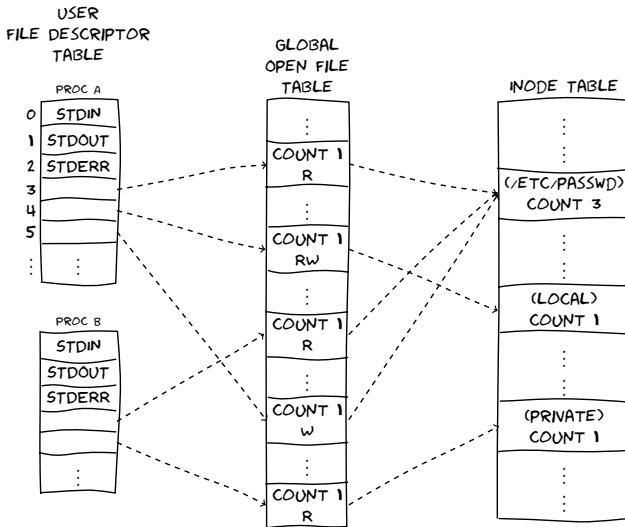 USER
FILE DESCRIPTOR
TABLE
PROC A
0 STDIN
1 STDOUT
2 STDERR
3
4
5
⋮ ⋮
PROC B
STDIN
STDOUT
STDERR
⋮
GLOBAL
OPEN FILE
TABLE
⋮
COUNT 1
R
⋮
COUNT 1
RW
⋮
COUNT 1
R
⋮
COUNT 1
W
⋮
COUNT 1
R
INODE TABLE
⋮
(/ETC/PASSWD)
COUNT 3
⋮
(LOCAL)
COUNT 1
⋮
(PRIVATE)
COUNT 1
⋮